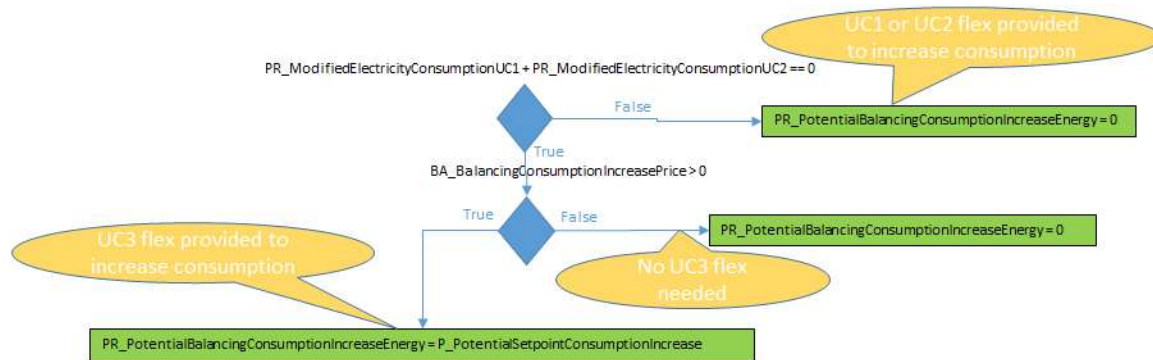 UC1 or UC2 flex provided
to increase consumption
PR_ModifiedElectricityConsumptionUC1 + PR_ModifiedElectricityConsumptionUC2 == 0
False
PR_PotentialBalancingConsumptionIncreaseEnergy = 0
True
BA_BalancingConsumptionIncreasePrice > 0
True
False
PR_PotentialBalancingConsumptionIncreaseEnergy = 0
UC3 flex provided to
increase consumption
No UC3 flex
needed
PR_PotentialBalancingConsumptionIncreaseEnergy = P_PotentialSetpointConsumptionIncrease